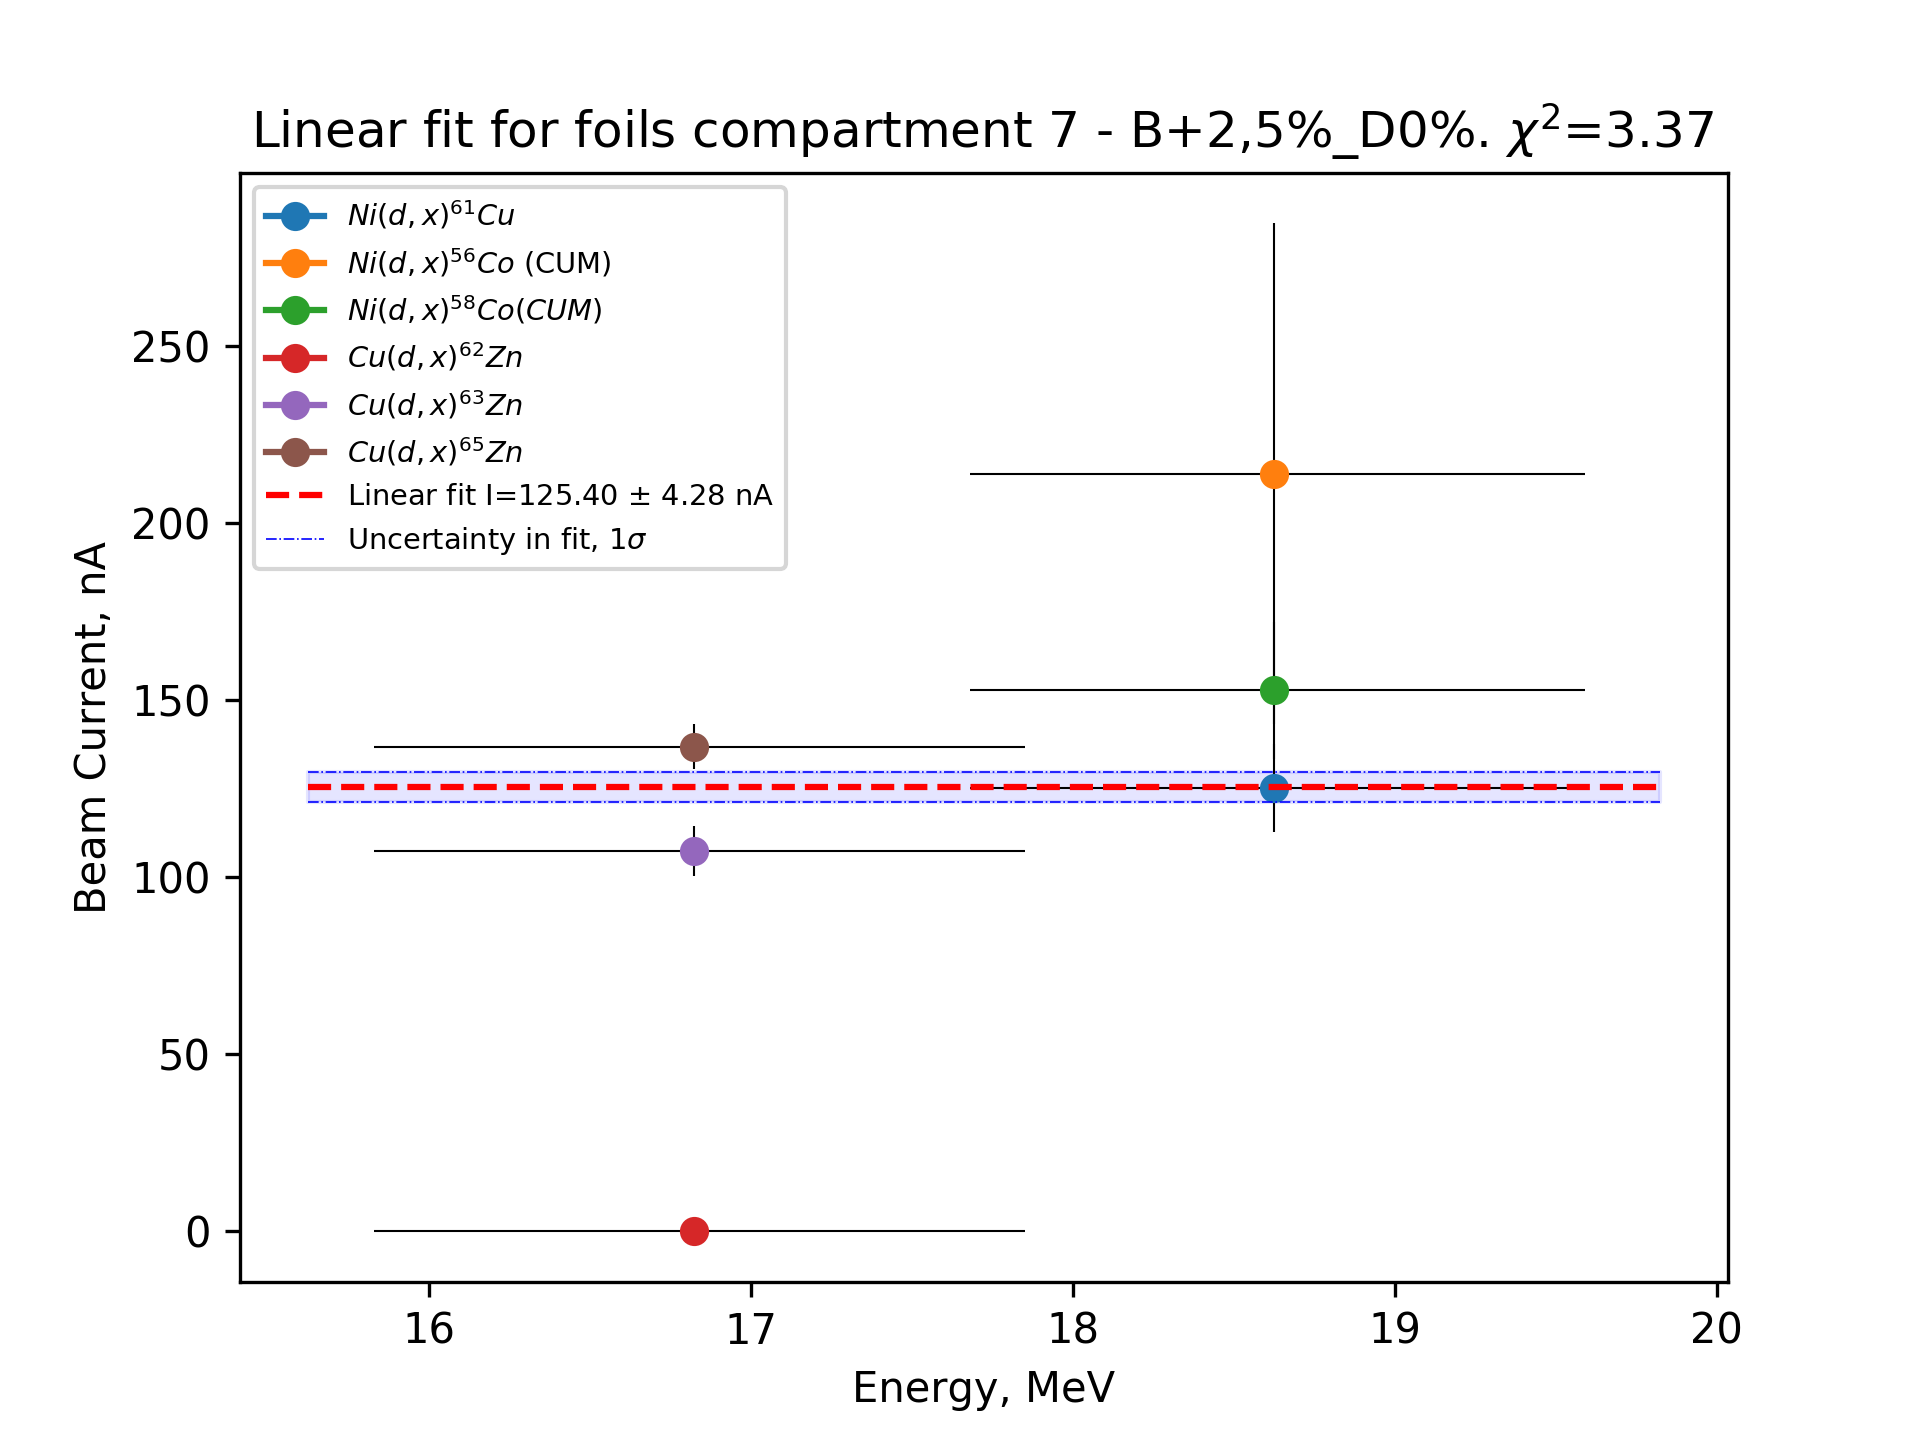 Linear fit for foils compartment 7 - B+2,5%_D0%. χ²=3.37
Ni(d, x)⁶¹Cu
Ni(d, x)⁵⁶Co (CUM)
Ni(d, x)⁵⁸Co(CUM)
Cu(d, x)⁶²Zn
Cu(d, x)⁶³Zn
Cu(d, x)⁶⁵Zn
Linear fit I=125.40 ± 4.28 nA
Uncertainty in fit, 1σ
Beam Current, nA
250
200
150
100
50
0
16 17 18 19 20
Energy, MeV